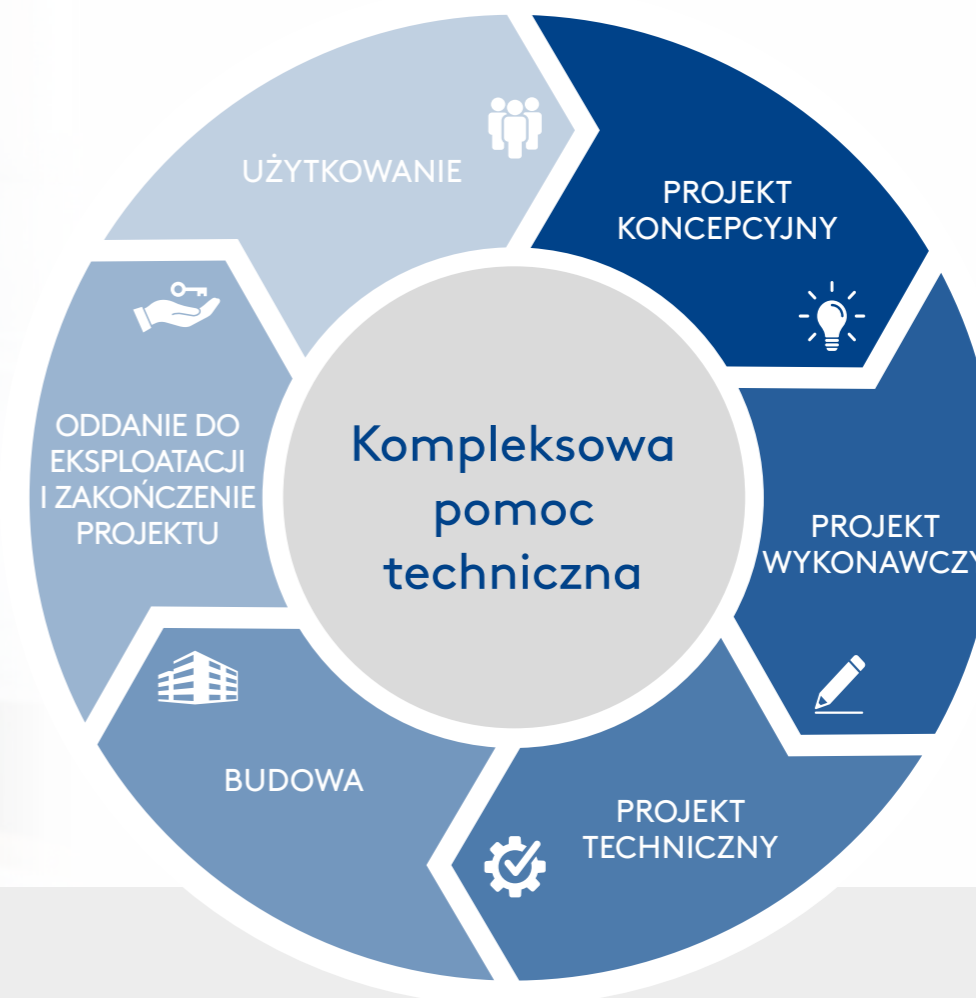 UŻYTKOWANIE
PROJEKT
KONCEPCYJNY
ODDANIE DO
EKSPLOATACJI
I ZAKOŃCZENIE
PROJEKTU
Kompleksowa
pomoc
techniczna
PROJEKT
WYKONAWCZY
BUDOWA
PROJEKT
TECHNICZNY